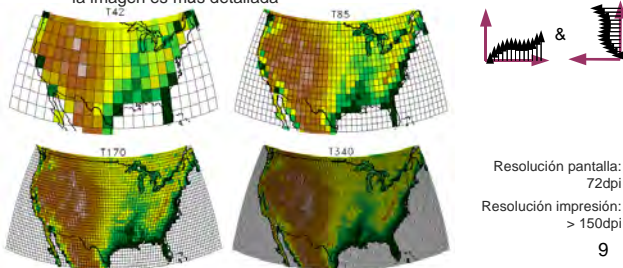 la imagen es más detallada
T42
T85
&
T170
T340
Resolución pantalla:
72dpi
Resolución impresión:
> 150dpi
9